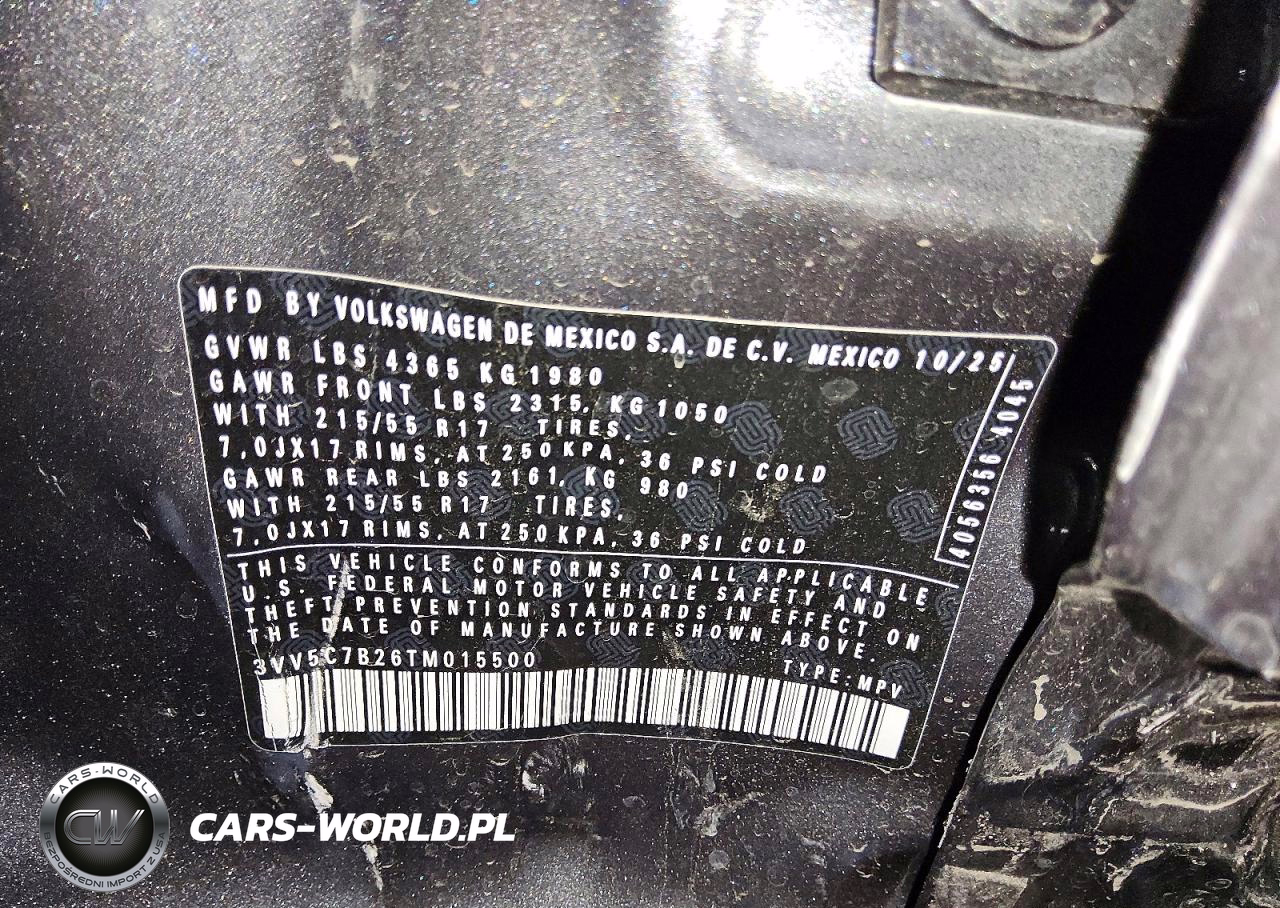 MFD BY VOLKSWAGEN DE MEXICO S.A. DE C.V. MEXICO 10/25
GVWR LBS 4365 KG 1980
GAWR FRONT LBS 2315, KG 1050
WITH 215/55 R17 TIRES,
7,0JX17 RIMS, AT 250 KPA, 36 PSI COLD
GAWR REAR LBS 2161, KG 980
WITH 215/55 R17 TIRES,
7,0JX17 RIMS, AT 250 KPA, 36 PSI COLD
4056356 4045
THIS VEHICLE CONFORMS TO ALL APPLICABLE
U.S. FEDERAL MOTOR VEHICLE SAFETY AND
THEFT PREVENTION STANDARDS IN EFFECT ON
THE DATE OF MANUFACTURE SHOWN ABOVE.
3VV5C7B26TM015500 TYPE: MPV
CARS-WORLD
CW
BEZPOŚREDNI IMPORT Z USA
CARS-WORLD.PL